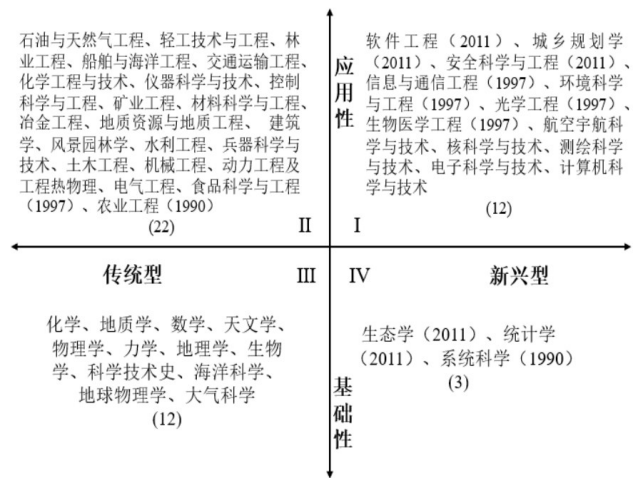 石油与天然气工程、轻工技术与工程、林
业工程、船舶与海洋工程、交通运输工程、
化学工程与技术、仪器科学与技术、控制
科学与工程、矿业工程、材料科学与工程、
冶金工程、地质资源与地质工程、 建筑
学、风景园林学、水利工程、兵器科学与
技术、土木工程、机械工程、动力工程及
工程热物理、电气工程、食品科学与工程
（1997）、农业工程（1990）
(22)
II
应用性
软件工程（2011）、城乡规划学
（2011）、安全科学与工程（2011）、
信息与通信工程（1997）、环境科学
与工程（1997）、光学工程（1997）、
生物医学工程（1997）、航空宇航科
学与技术、核科学与技术、测绘科学
与技术、电子科学与技术、计算机科
学与技术
(12)
I
传统型
III
IV
新兴型
化学、地质学、数学、天文学、
物理学、力学、地理学、生物
学、科学技术史、海洋科学、
地球物理学、大气科学
(12)
基础性
生态学（2011）、统计学
（2011）、系统科学（1990）
(3)